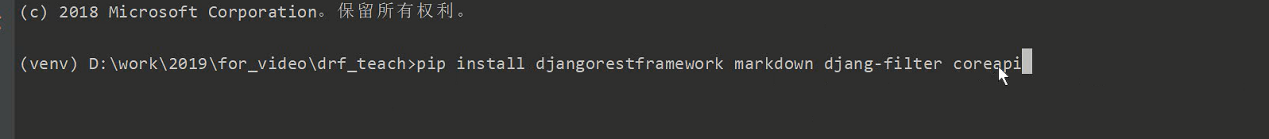 (c) 2018 Microsoft Corporation。保留所有权利。
(venv) D:\work\2019\for_video\drf_teach>pip install djangorestframework markdown djang-filter coreapi